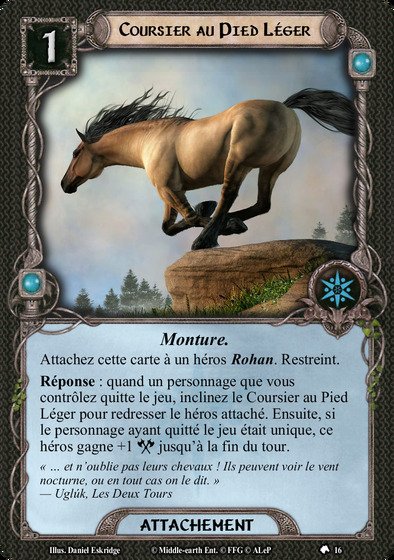 Coursier au Pied Léger
1
Monture.
Attachez cette carte à un héros Rohan. Restreint.
Réponse : quand un personnage que vous
contrôlez quitte le jeu, inclinez le Coursier au Pied
Léger pour redresser le héros attaché. Ensuite, si
le personnage ayant quitté le jeu était unique, ce
héros gagne +1 jusqu'à la fin du tour.
« ... et n'oublie pas leurs chevaux ! Ils peuvent voir le vent
nocturne, ou en tout cas on le dit. »
— Uglúk, Les Deux Tours
Illus. Daniel Eskridge
© Middle-earth Ent. © FFG © ALeP
16
ATTACHEMENT